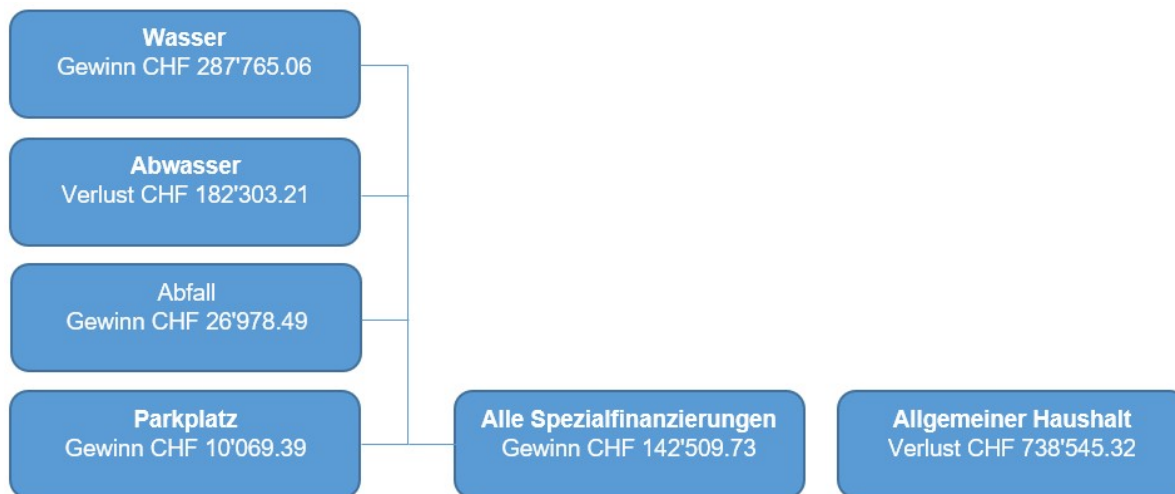 Wasser
Gewinn CHF 287'765.06
Abwasser
Verlust CHF 182'303.21
Abfall
Gewinn CHF 26'978.49
Parkplatz
Gewinn CHF 10'069.39
Alle Spezialfinanzierungen
Gewinn CHF 142'509.73
Allgemeiner Haushalt
Verlust CHF 738'545.32